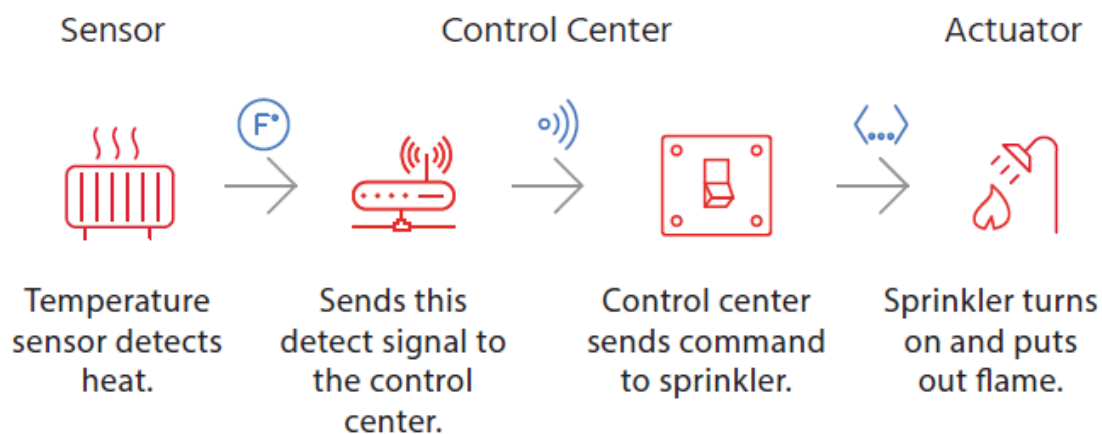 Sensor
Control Center
Actuator
F°
Temperature
sensor detects
heat.
Sends this
detect signal to
the control
center.
Control center
sends command
to sprinkler.
Sprinkler turns
on and puts
out flame.